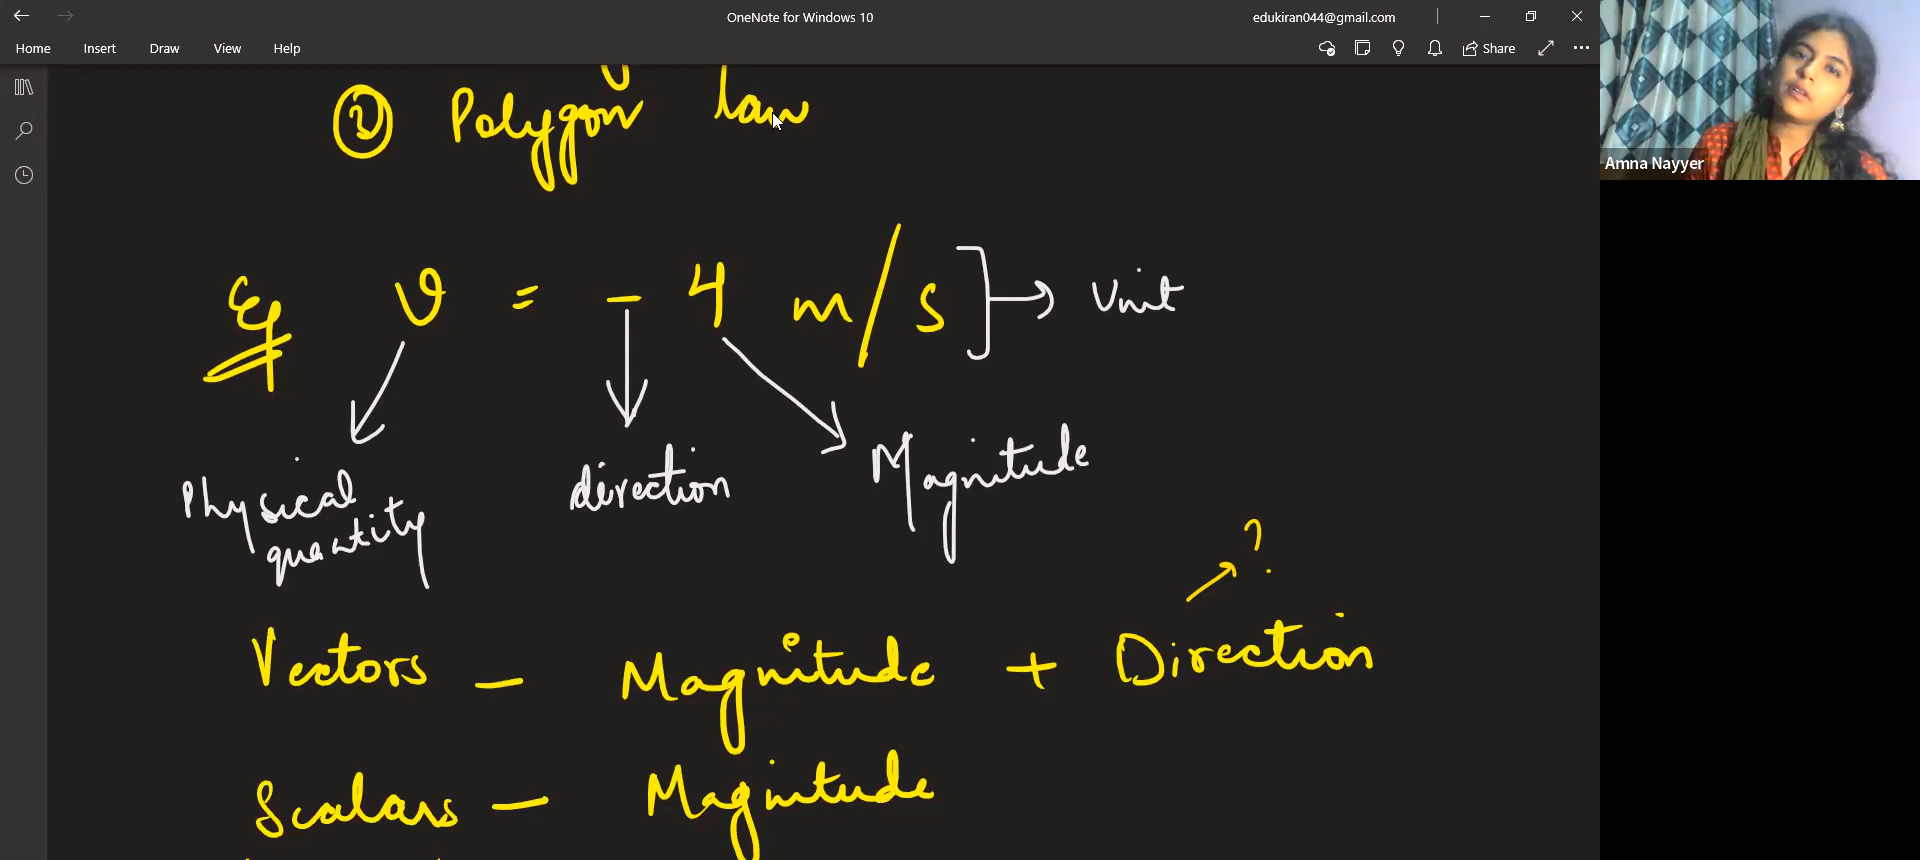 OneNote for Windows 10
edukiran044@gmail.com
Home Insert Draw View Help
Share
Amna Nayyer
② Polygon law
Eg v = - 4 m/s → Unit
Physical quantity
direction
Magnitude
?
Vectors - Magnitude + Direction
Scalars - Magnitude